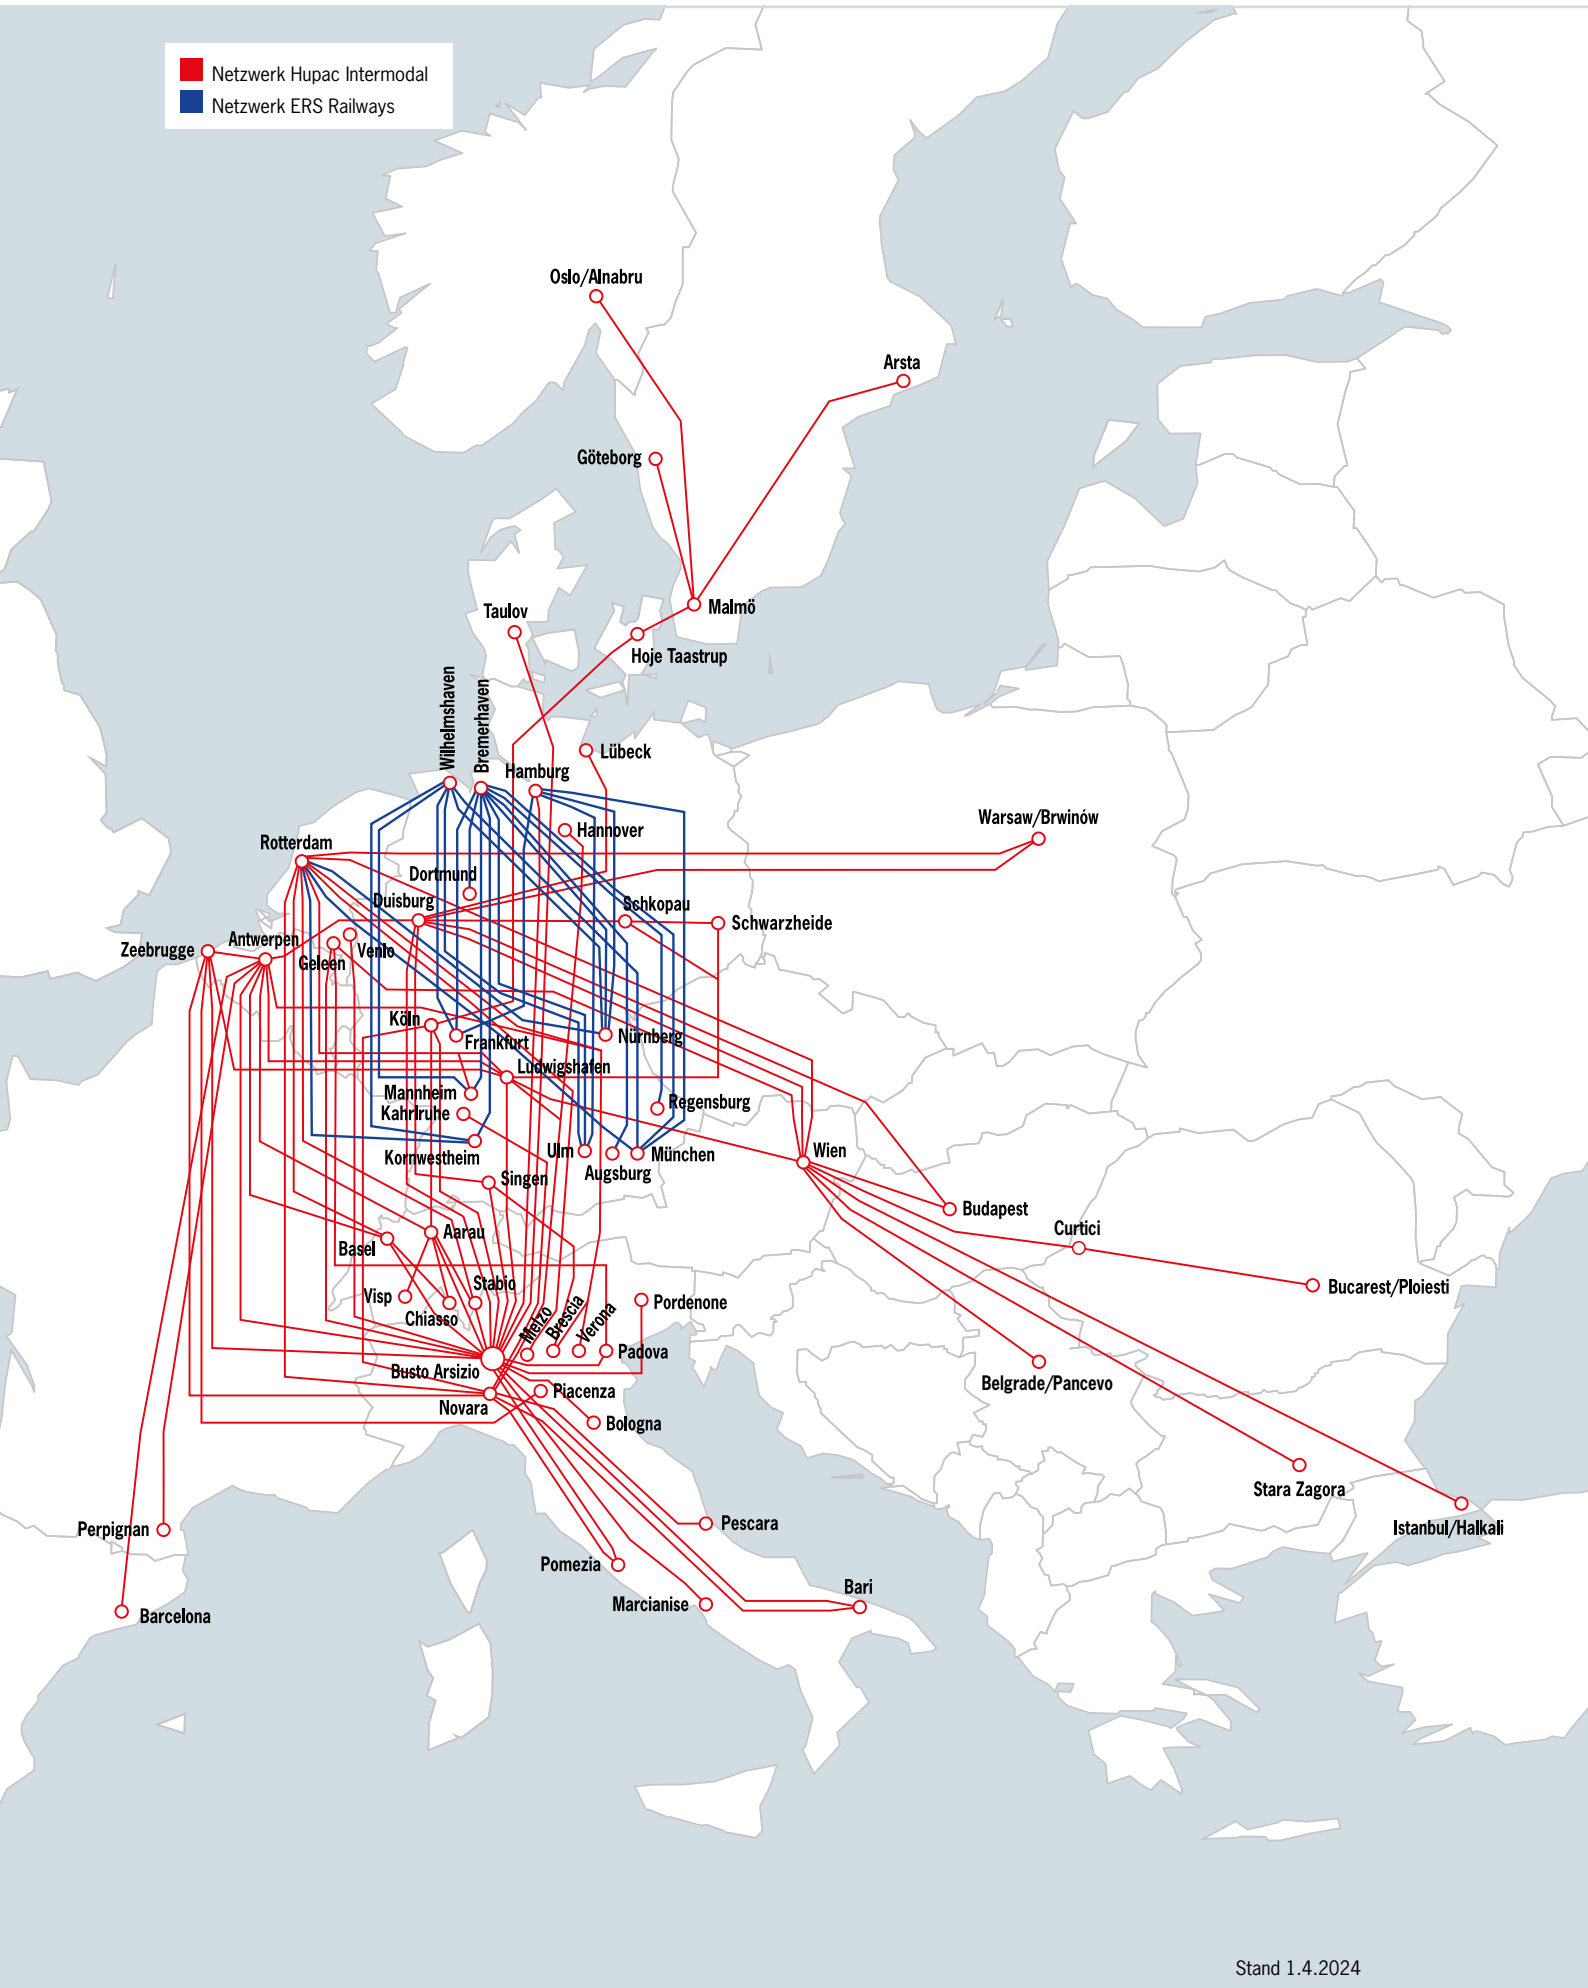 Netzwerk Hupac Intermodal
Netzwerk ERS Railways
Oslo/Alnabru
Arsta
Göteborg
Malmö
Taulov
Hoje Taastrup
Wilhelmshaven
Bremerhaven
Lübeck
Hamburg
Warsaw/Brwinów
Hannover
Rotterdam
Dortmund
Duisburg
Schkopau
Schwarzheide
Antwerpen
Zeebrugge
Venlo
Geleen
Köln
Frankfurt
Nürnberg
Ludwigshafen
Mannheim
Regensburg
Kahrlruhe
Kornwestheim
Ulm
Augsburg
München
Wien
Singen
Budapest
Curtici
Aarau
Basel
Stabio
Bucarest/Ploiesti
Visp
Chiasso
Melzo
Brescia
Verona
Pordenone
Padova
Busto Arsizio
Belgrade/Pancevo
Piacenza
Novara
Bologna
Stara Zagora
Istanbul/Halkali
Perpignan
Pescara
Pomezia
Marcianise
Bari
Barcelona
Stand 1.4.2024